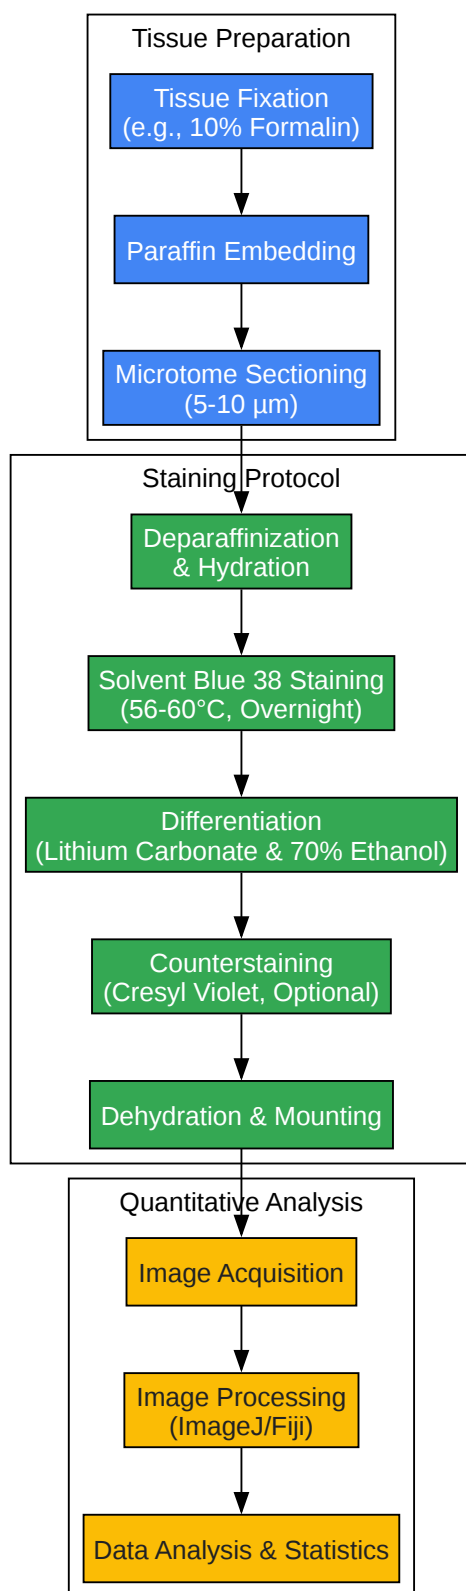 Tissue Preparation
Tissue Fixation
(e.g., 10% Formalin)
Paraffin Embedding
Microtome Sectioning
(5-10 µm)
Staining Protocol
Deparaffinization
& Hydration
Solvent Blue 38 Staining
(56-60°C, Overnight)
Differentiation
(Lithium Carbonate & 70% Ethanol)
Counterstaining
(Cresyl Violet, Optional)
Dehydration & Mounting
Quantitative Analysis
Image Acquisition
Image Processing
(ImageJ/Fiji)
Data Analysis & Statistics